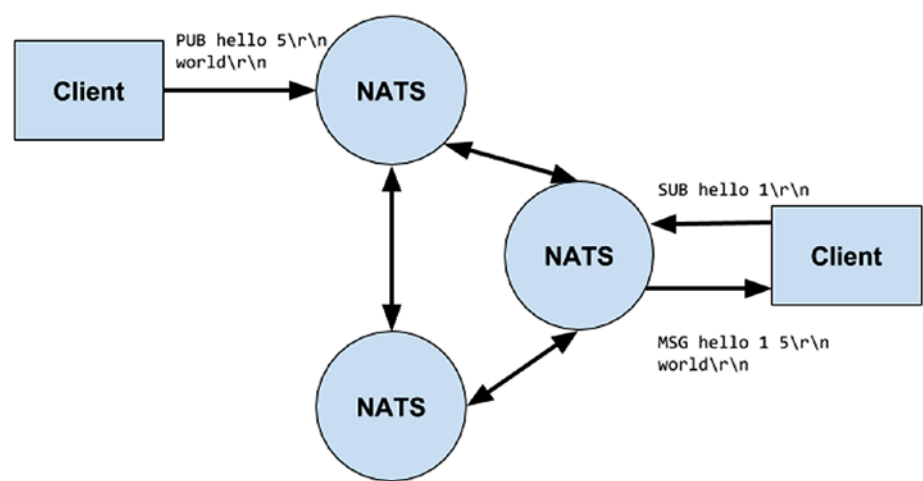 PUB hello 5\r\n
world\r\n
Client
NATS
SUB hello 1\r\n
NATS
Client
MSG hello 1 5\r\n
world\r\n
NATS